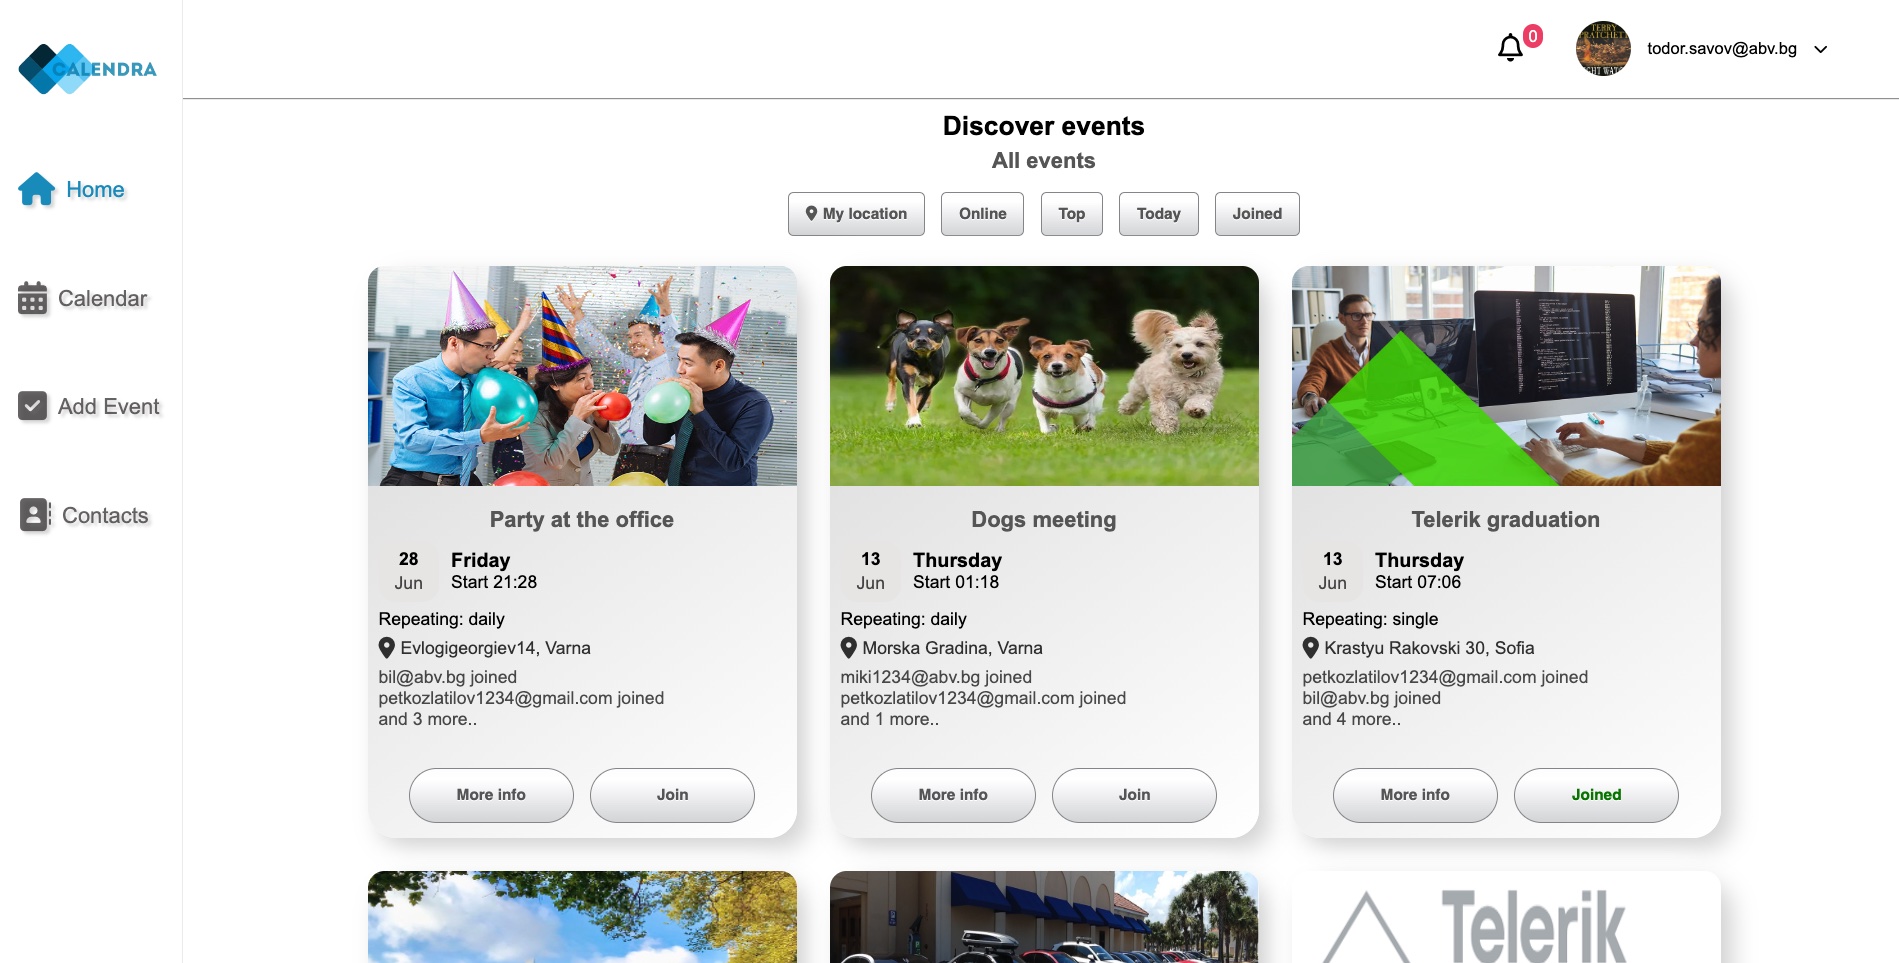 CALENDRA
0
todor.savov@abv.bg
Home
Calendar
Add Event
Contacts
Discover events
All events
My location
Online
Top
Today
Joined
Party at the office
28
Jun
Friday
Start 21:28
Repeating: daily
Evlogigeorgiev14, Varna
bil@abv.bg joined
petkozlatilov1234@gmail.com joined
and 3 more..
More info
Join
Dogs meeting
13
Jun
Thursday
Start 01:18
Repeating: daily
Morska Gradina, Varna
miki1234@abv.bg joined
petkozlatilov1234@gmail.com joined
and 1 more..
More info
Join
Telerik graduation
13
Jun
Thursday
Start 07:06
Repeating: single
Krastyu Rakovski 30, Sofia
petkozlatilov1234@gmail.com joined
bil@abv.bg joined
and 4 more..
More info
Joined
Telerik